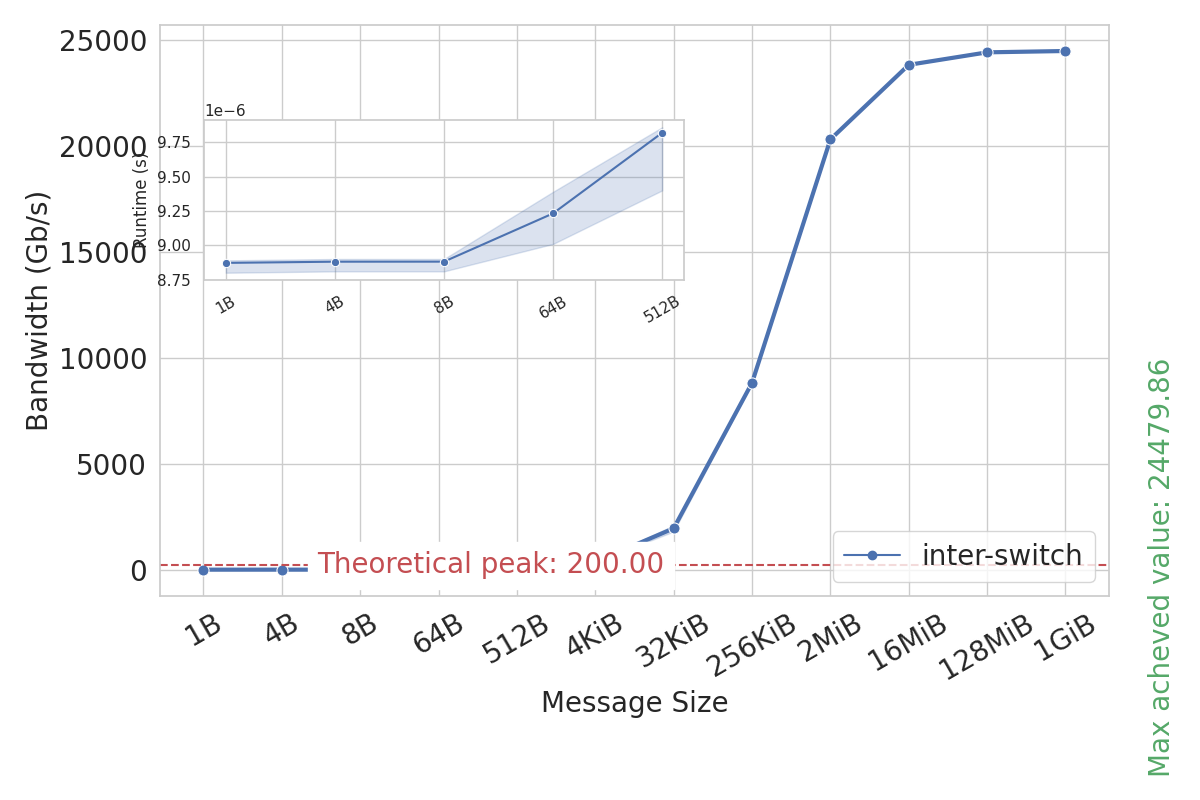 25000
20000
15000
10000
5000
0
Bandwidth (Gb/s)
1e−6
9.75
9.50
9.25
9.00
8.75
Runtime (s)
1B
4B
8B
64B
512B
Theoretical peak: 200.00
inter-switch
1B
4B
8B
64B
512B
4KiB
32KiB
256KiB
2MiB
16MiB
128MiB
1GiB
Message Size
Max acheved value: 24479.86